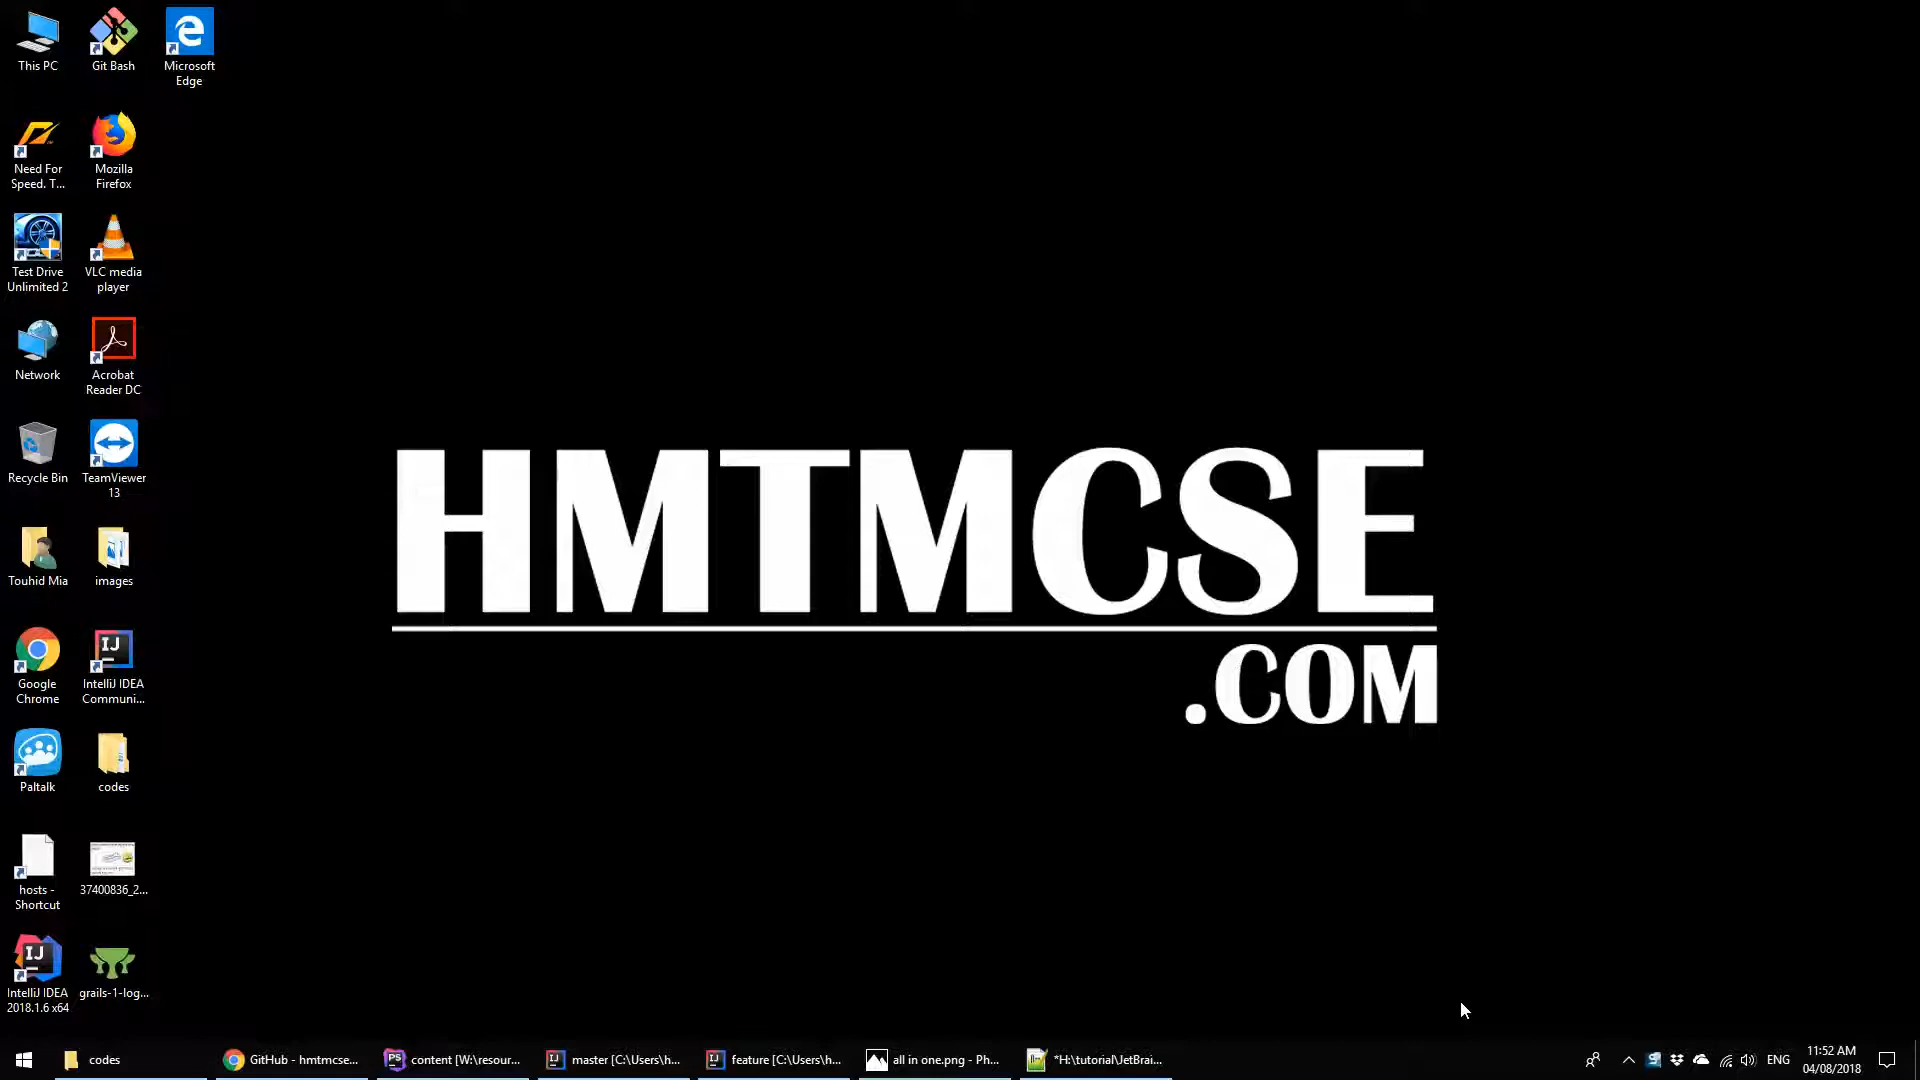 This PC
Git Bash
Microsoft
Edge
Need For
Speed. T...
Mozilla
Firefox
Test Drive
Unlimited 2
VLC media
player
Network
Acrobat
Reader DC
Recycle Bin
TeamViewer
13
Touhid Mia
images
Google
Chrome
IntelliJ IDEA
Communi...
Paltalk
codes
hosts -
Shortcut
37400836_2...
IntelliJ IDEA
2018.1.6 x64
grails-1-log...
HMTMCSE
.COM
codes
GitHub - hmtmcse...
content [W:\resour...
master [C:\Users\h...
feature [C:\Users\h...
all in one.png - Ph...
*H:\tutorial\JetBrai...
ENG
11:52 AM
04/08/2018